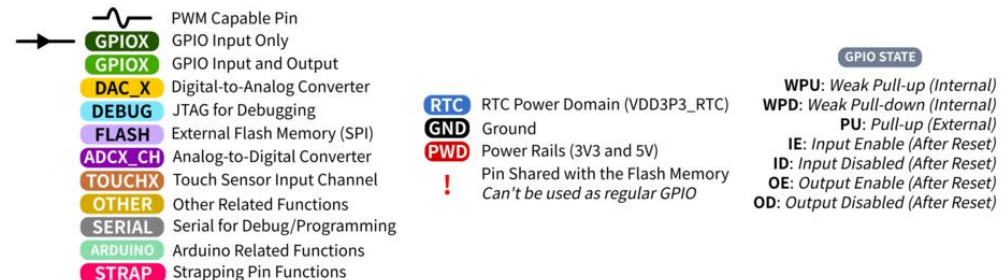 PWM Capable Pin
GPIOX GPIO Input Only
GPIOX GPIO Input and Output
DAC_X Digital-to-Analog Converter
DEBUG JTAG for Debugging
FLASH External Flash Memory (SPI)
ADCX_CH Analog-to-Digital Converter
TOUCHX Touch Sensor Input Channel
OTHER Other Related Functions
SERIAL Serial for Debug/Programming
ARDUINO Arduino Related Functions
STRAP Strapping Pin Functions
RTC RTC Power Domain (VDD3P3_RTC)
GND Ground
PWD Power Rails (3V3 and 5V)
! Pin Shared with the Flash Memory
Can't be used as regular GPIO
GPIO STATE
WPU: Weak Pull-up (Internal)
WPD: Weak Pull-down (Internal)
PU: Pull-up (External)
IE: Input Enable (After Reset)
ID: Input Disabled (After Reset)
OE: Output Enable (After Reset)
OD: Output Disabled (After Reset)